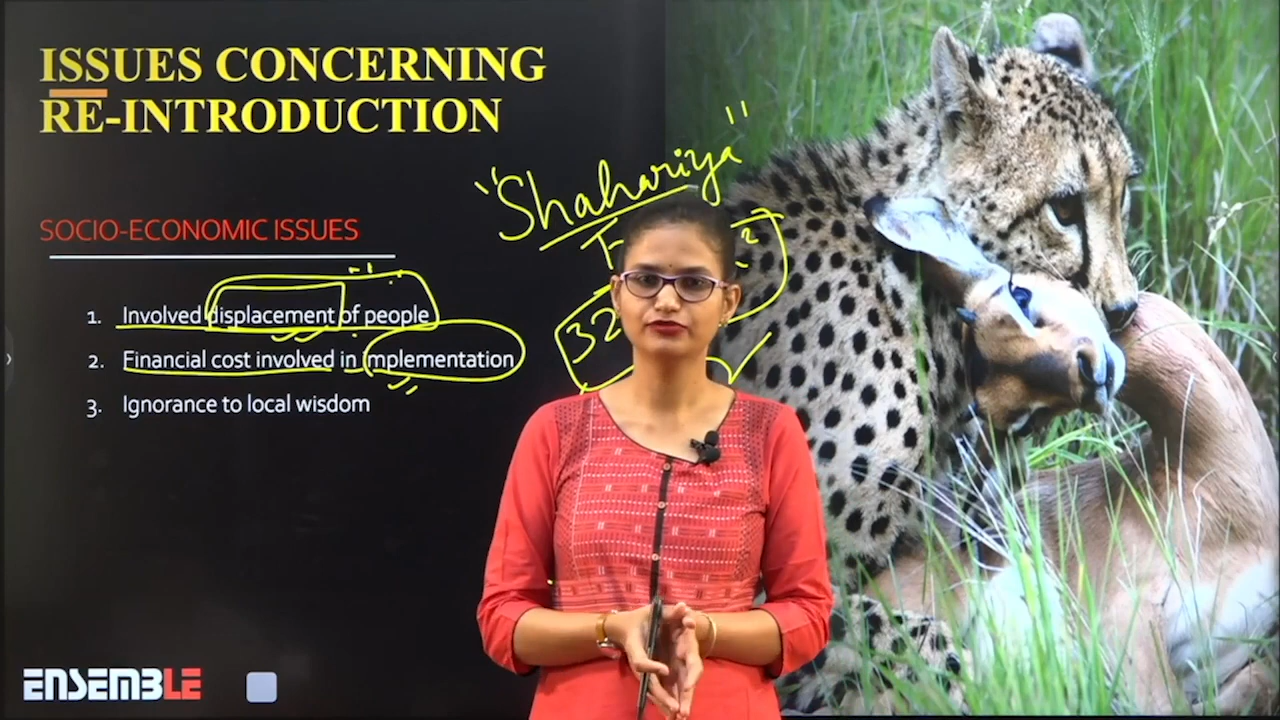 ISSUES CONCERNING
RE-INTRODUCTION
"Shahariya"
SOCIO-ECONOMIC ISSUES
32
1. Involved displacement of people
2. Financial cost involved in implementation
3. Ignorance to local wisdom
ENSEMBLE